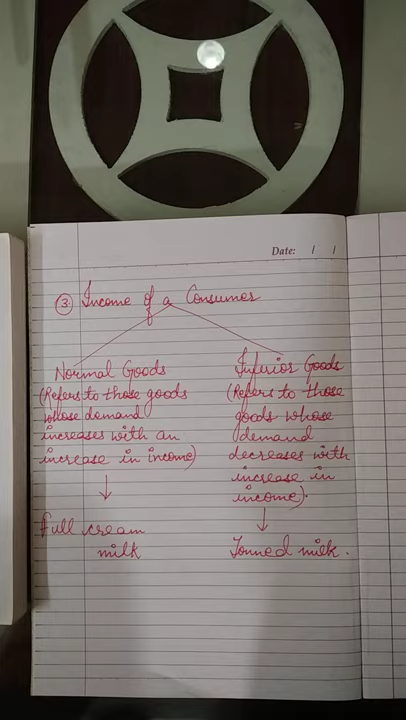 Date: / /
③ Income of a Consumer
Normal Goods
(Refers to those goods
whose demand
increases with an
increase in income)
↓
Full cream
milk
Inferior Goods
(Refers to those
goods whose
demand
decreases with
increase in
income).
↓
Tonned milk.